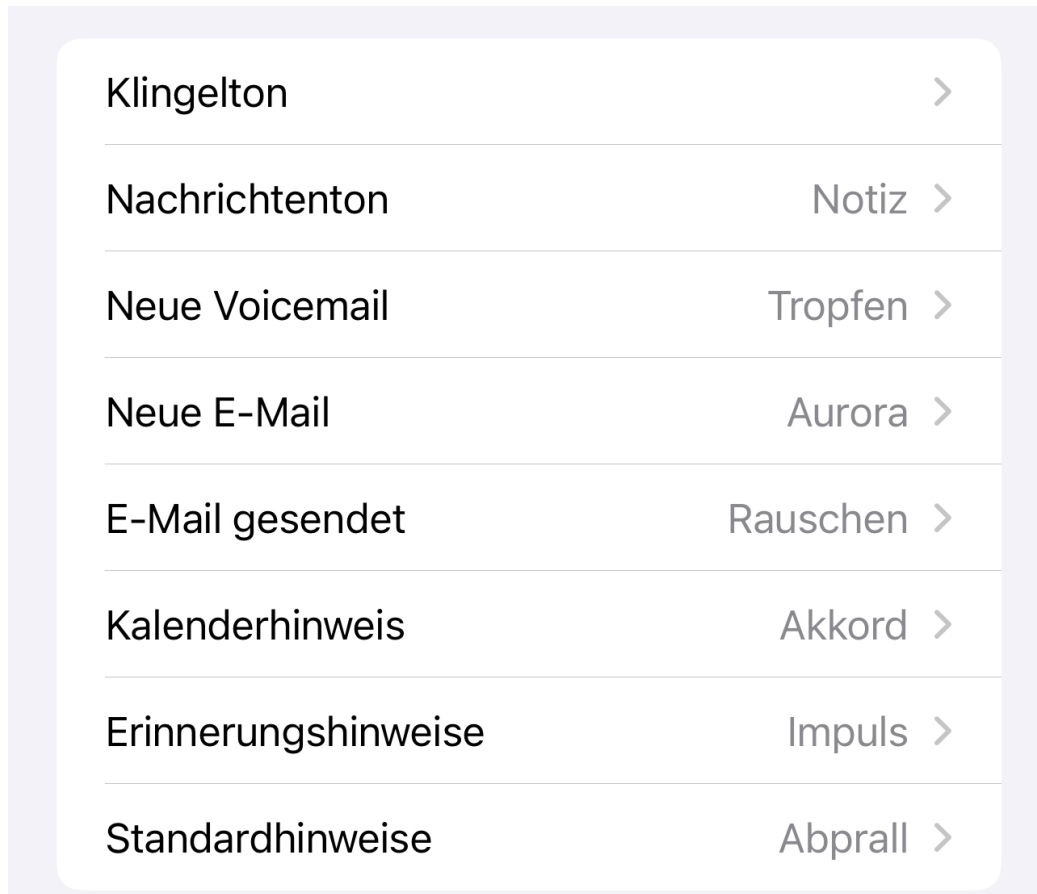 Klingelton
Nachrichtenton Notiz
Neue Voicemail Tropfen
Neue E-Mail Aurora
E-Mail gesendet Rauschen
Kalenderhinweis Akkord
Erinnerungshinweise Impuls
Standardhinweise Abprall